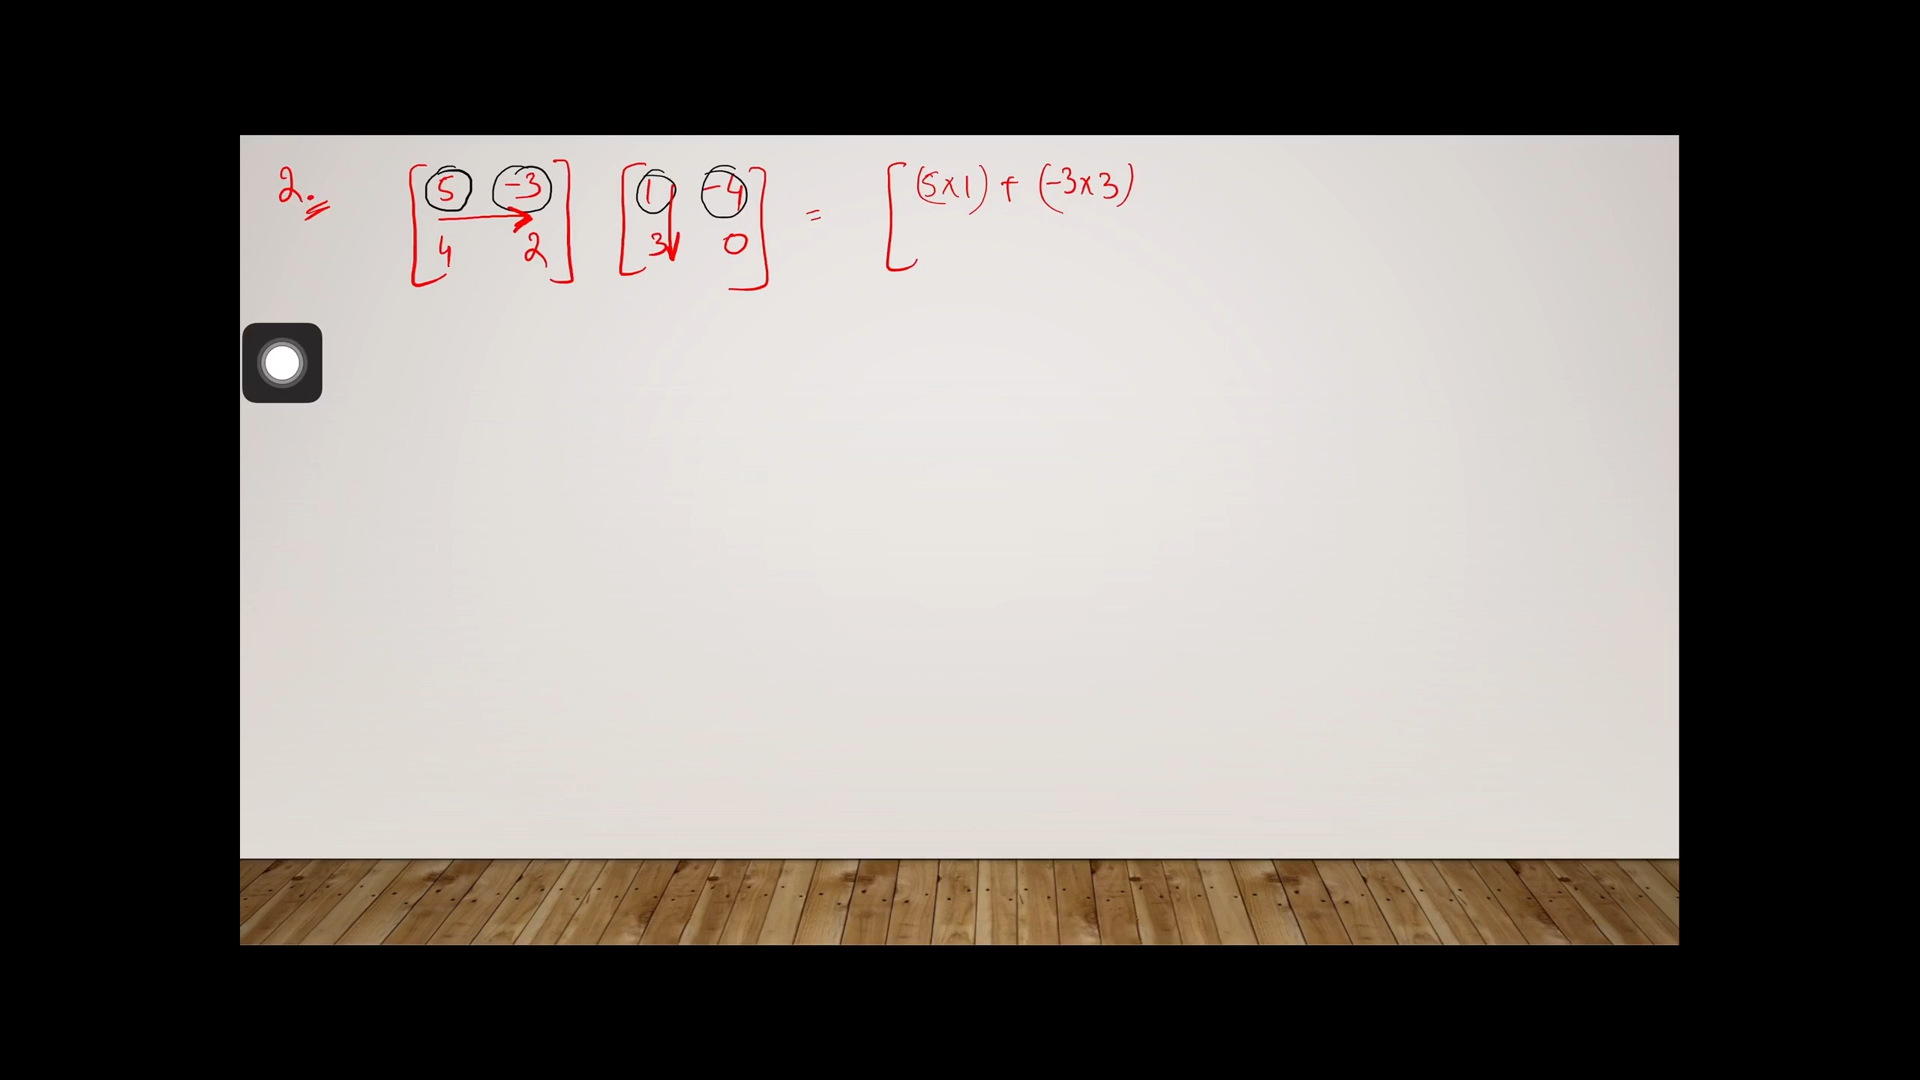 2. [5 -3] [1 -4] = [(5x1) + (-3x3)
[4 2] [3 0]